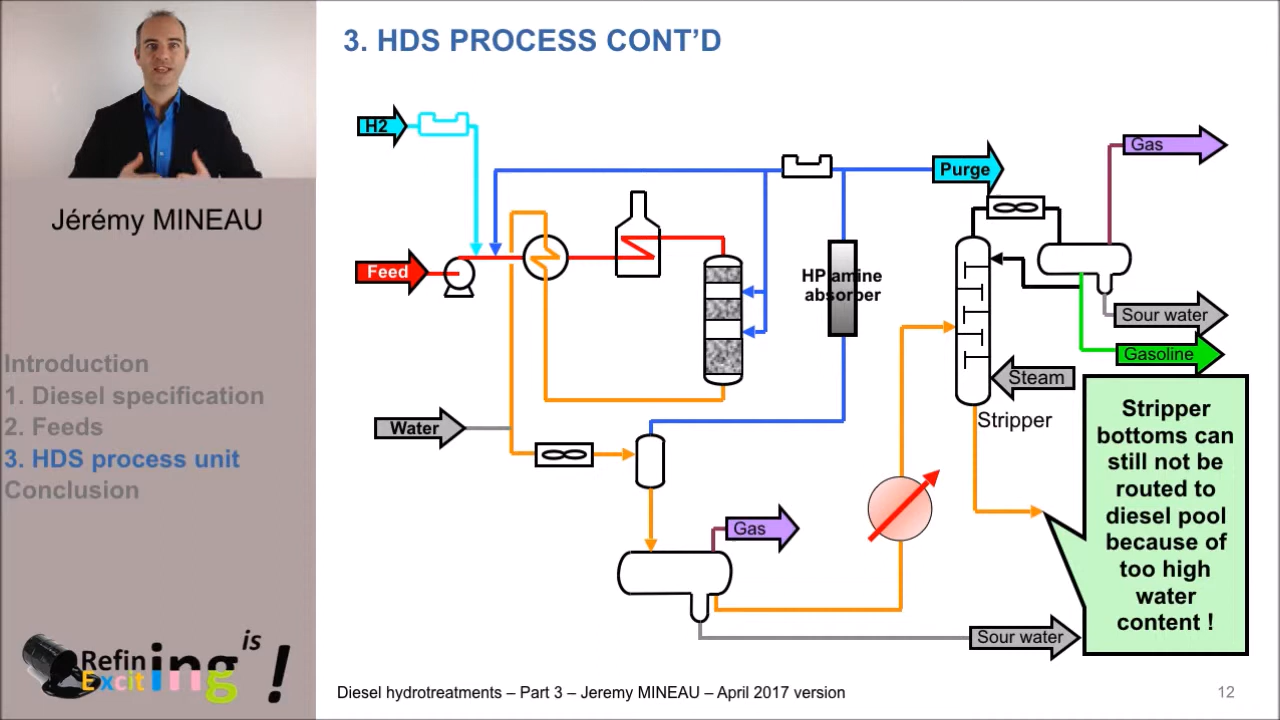 3. HDS PROCESS CONT'D
Jérémy MINEAU
Introduction
1. Diesel specification
2. Feeds
3. HDS process unit
Conclusion
H2
Feed
Water
HP amine
absorber
Purge
Gas
Sour water
Gasoline
Steam
Stripper
Gas
Sour water
Stripper
bottoms can
still not be
routed to
diesel pool
because of
too high
water
content !
Refining is
Exciting !
Diesel hydrotreatments – Part 3 – Jeremy MINEAU – April 2017 version
12